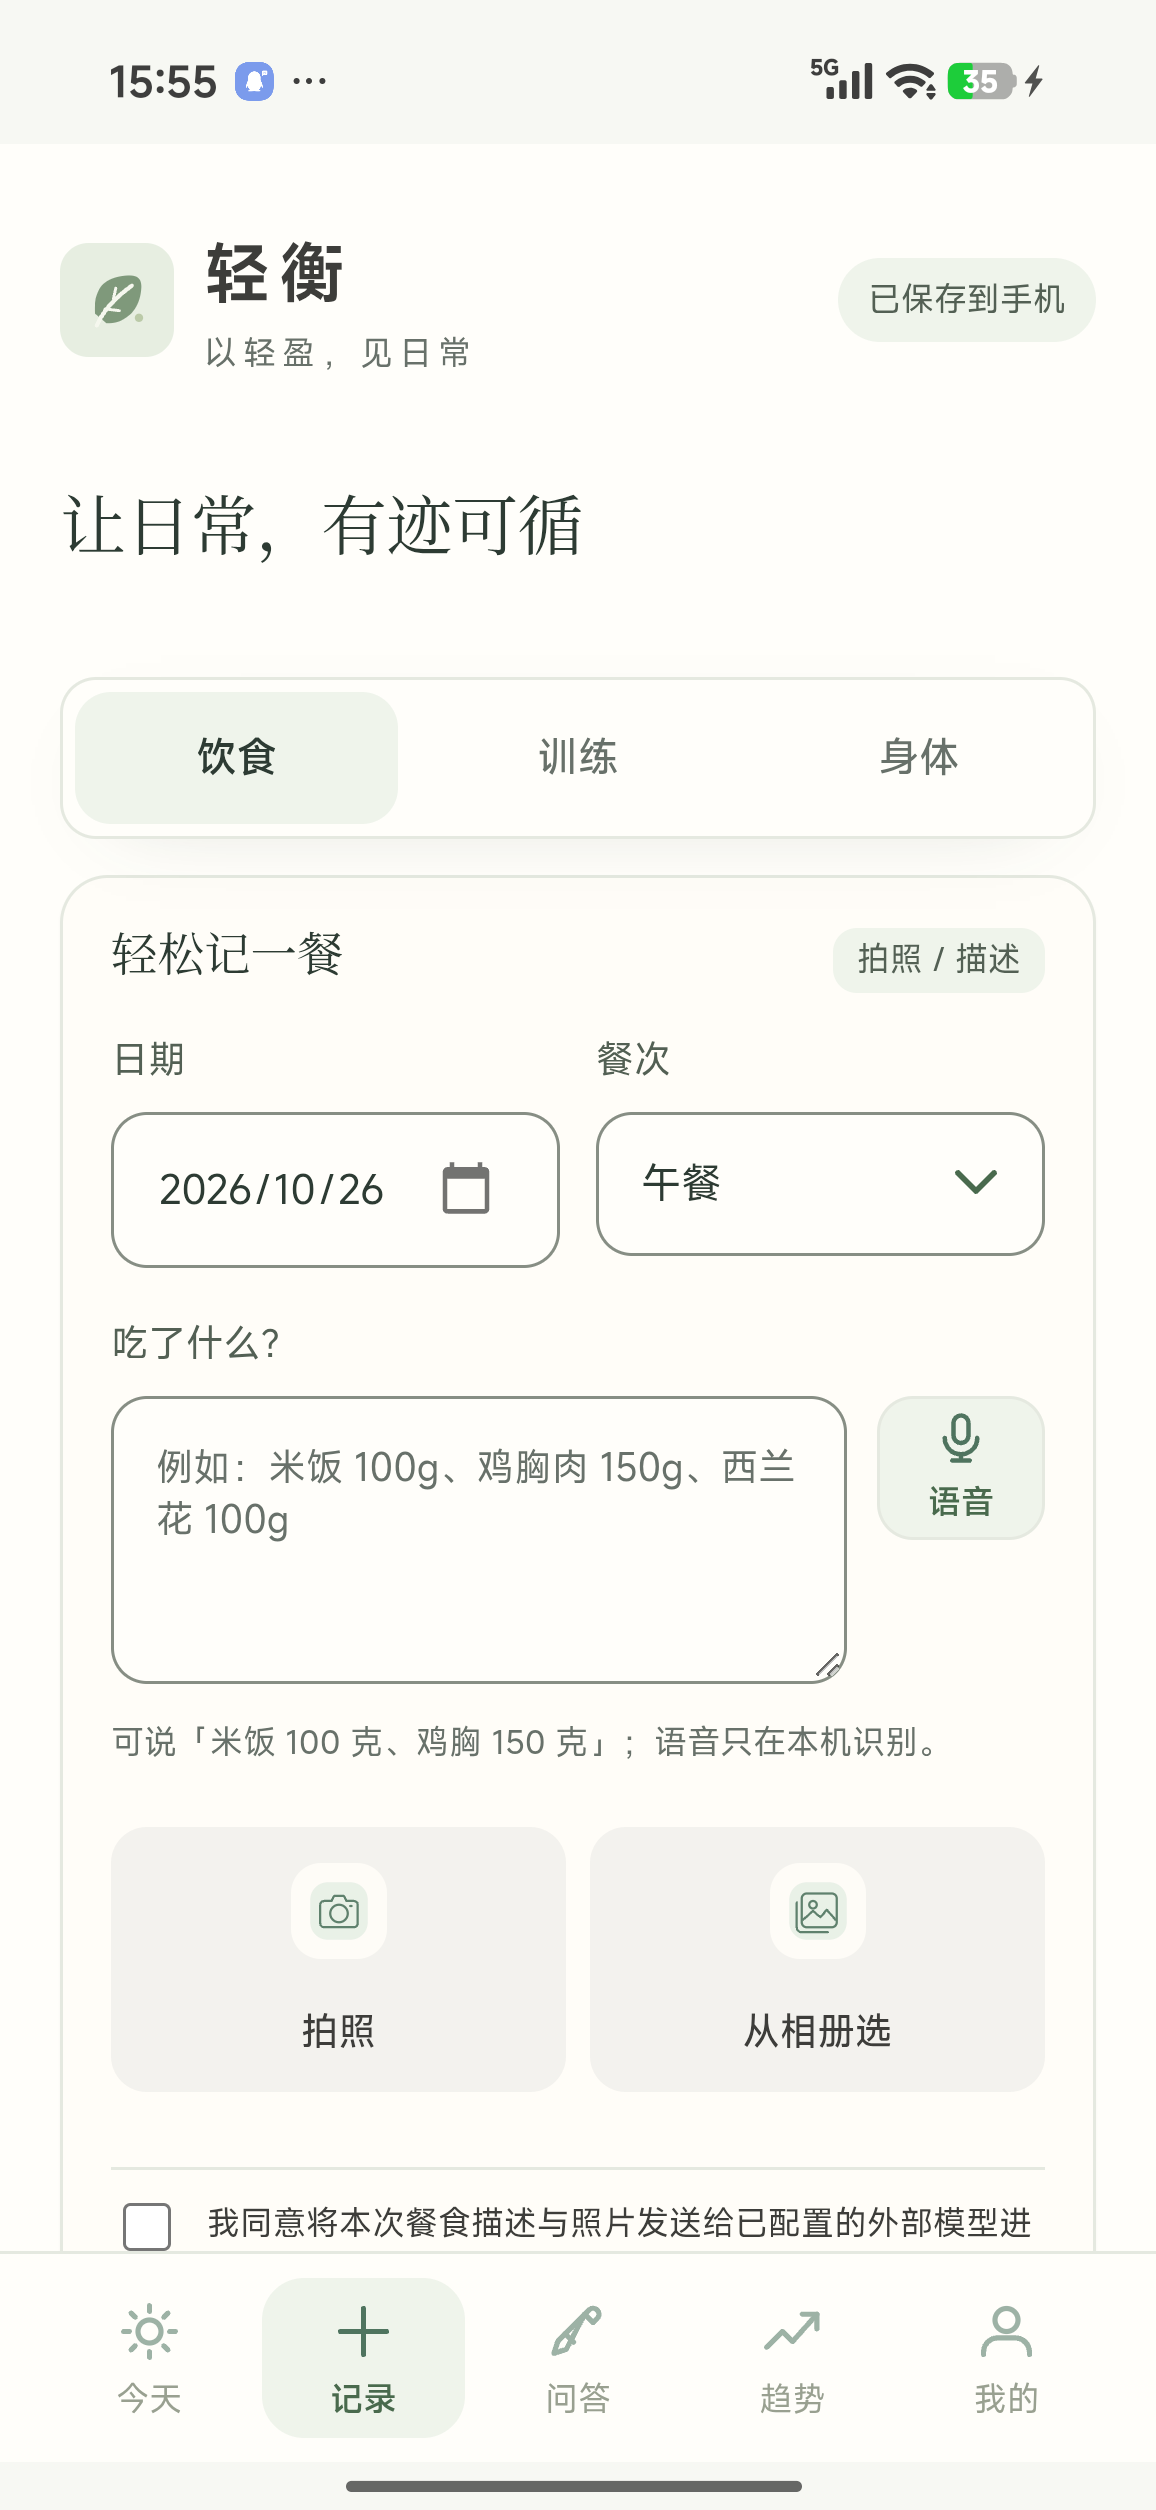 15:55 ...
5G 35
轻衡
以轻盈，见日常
已保存到手机
让日常，有迹可循
饮食 训练 身体
轻松记一餐
拍照 / 描述
日期 餐次
2026/10/26 午餐
吃了什么?
例如：米饭 100g、鸡胸肉 150g、西兰
花 100g
语音
可说「米饭 100 克、鸡胸 150 克」；语音只在本机识别。
拍照 从相册选
我同意将本次餐食描述与照片发送给已配置的外部模型进
今天 记录 问答 趋势 我的